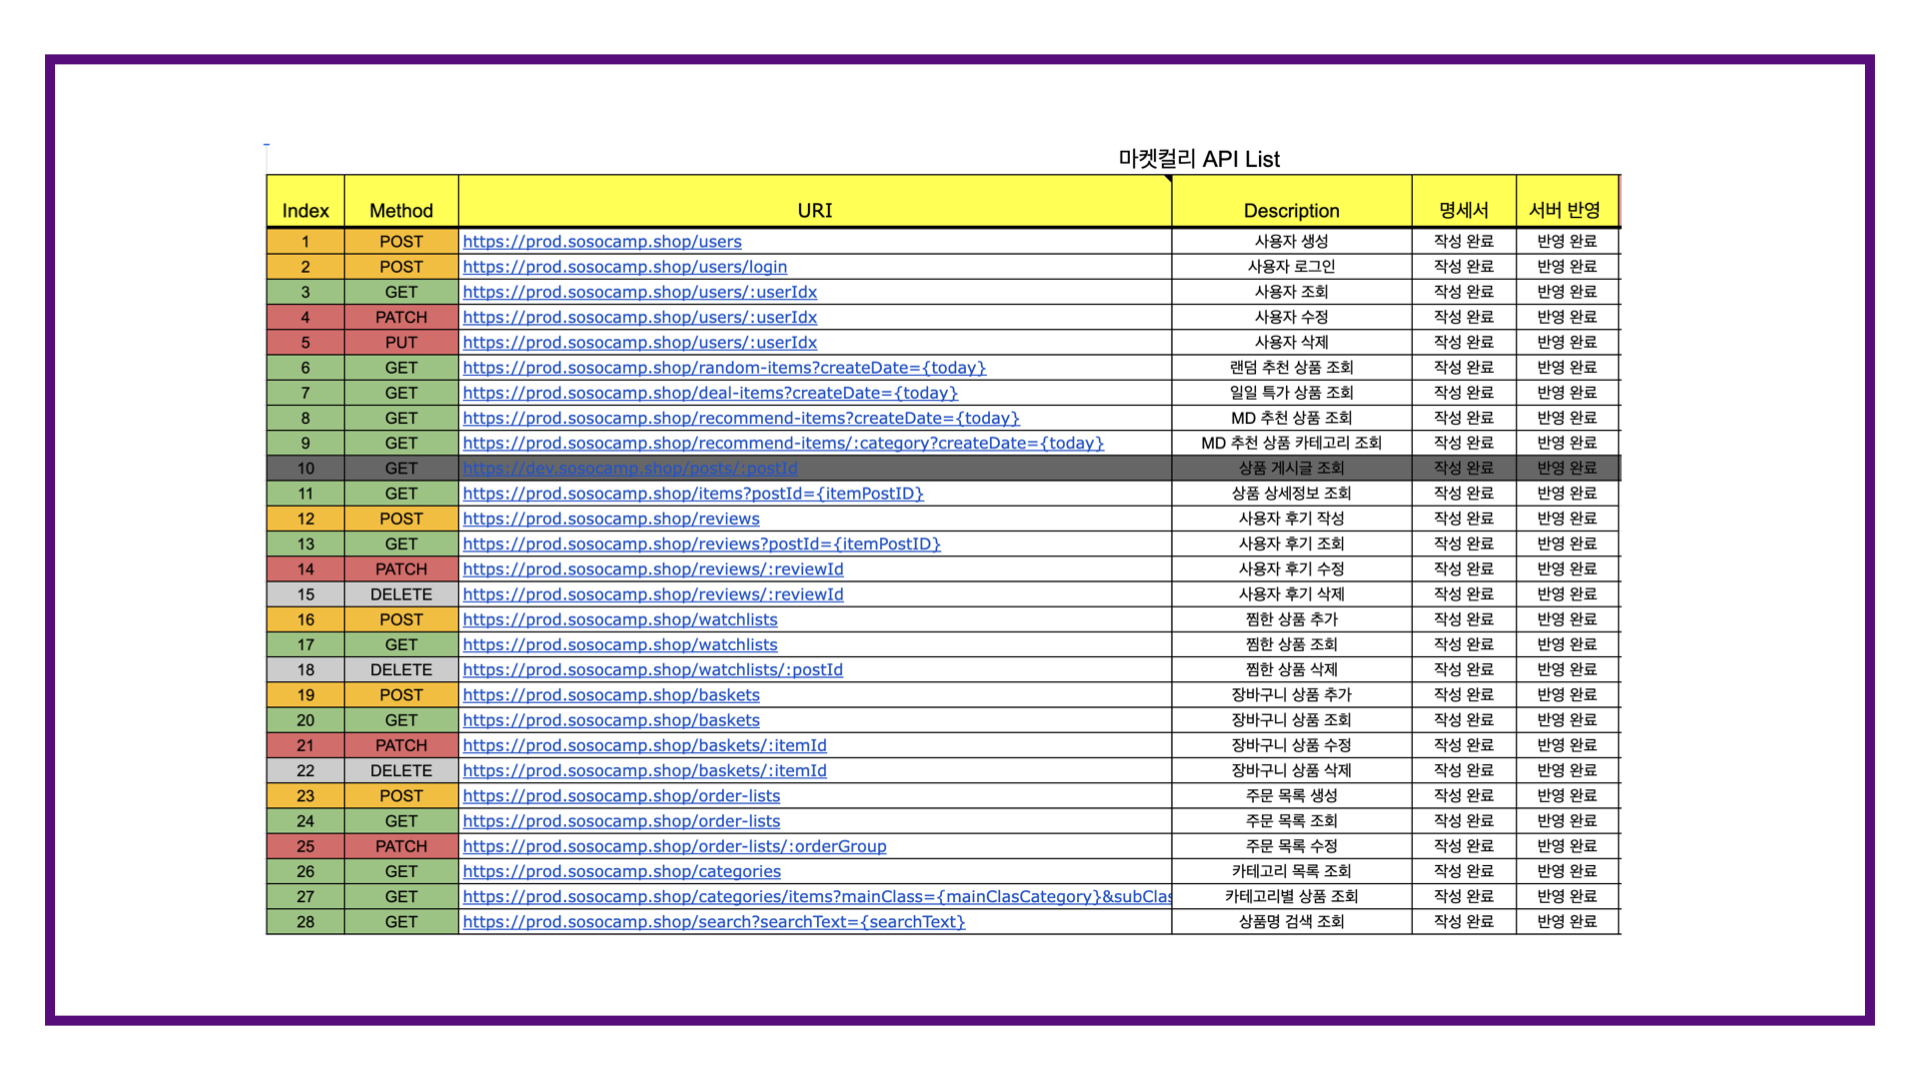 마켓컬리 API List
Index Method URI Description 명세서 서버 반영
1 POST https://prod.sosocamp.shop/users 사용자 생성 작성 완료 반영 완료
2 POST https://prod.sosocamp.shop/users/login 사용자 로그인 작성 완료 반영 완료
3 GET https://prod.sosocamp.shop/users/:userIdx 사용자 조회 작성 완료 반영 완료
4 PATCH https://prod.sosocamp.shop/users/:userIdx 사용자 수정 작성 완료 반영 완료
5 PUT https://prod.sosocamp.shop/users/:userIdx 사용자 삭제 작성 완료 반영 완료
6 GET https://prod.sosocamp.shop/random-items?createDate={today} 랜덤 추천 상품 조회 작성 완료 반영 완료
7 GET https://prod.sosocamp.shop/deal-items?createDate={today} 일일 특가 상품 조회 작성 완료 반영 완료
8 GET https://prod.sosocamp.shop/recommend-items?createDate={today} MD 추천 상품 조회 작성 완료 반영 완료
9 GET https://prod.sosocamp.shop/recommend-items/:category?createDate={today} MD 추천 상품 카테고리 조회 작성 완료 반영 완료
10 GET https://dev.sosocamp.shop/posts/:postId 상품 게시글 조회 작성 완료 반영 완료
11 GET https://prod.sosocamp.shop/items?postId={itemPostID} 상품 상세정보 조회 작성 완료 반영 완료
12 POST https://prod.sosocamp.shop/reviews 사용자 후기 작성 작성 완료 반영 완료
13 GET https://prod.sosocamp.shop/reviews?postId={itemPostID} 사용자 후기 조회 작성 완료 반영 완료
14 PATCH https://prod.sosocamp.shop/reviews/:reviewId 사용자 후기 수정 작성 완료 반영 완료
15 DELETE https://prod.sosocamp.shop/reviews/:reviewId 사용자 후기 삭제 작성 완료 반영 완료
16 POST https://prod.sosocamp.shop/watchlists 찜한 상품 추가 작성 완료 반영 완료
17 GET https://prod.sosocamp.shop/watchlists 찜한 상품 조회 작성 완료 반영 완료
18 DELETE https://prod.sosocamp.shop/watchlists/:postId 찜한 상품 삭제 작성 완료 반영 완료
19 POST https://prod.sosocamp.shop/baskets 장바구니 상품 추가 작성 완료 반영 완료
20 GET https://prod.sosocamp.shop/baskets 장바구니 상품 조회 작성 완료 반영 완료
21 PATCH https://prod.sosocamp.shop/baskets/:itemId 장바구니 상품 수정 작성 완료 반영 완료
22 DELETE https://prod.sosocamp.shop/baskets/:itemId 장바구니 상품 삭제 작성 완료 반영 완료
23 POST https://prod.sosocamp.shop/order-lists 주문 목록 생성 작성 완료 반영 완료
24 GET https://prod.sosocamp.shop/order-lists 주문 목록 조회 작성 완료 반영 완료
25 PATCH https://prod.sosocamp.shop/order-lists/:orderGroup 주문 목록 수정 작성 완료 반영 완료
26 GET https://prod.sosocamp.shop/categories 카테고리 목록 조회 작성 완료 반영 완료
27 GET https://prod.sosocamp.shop/categories/items?mainClass={mainClasCategory}&subClas 카테고리별 상품 조회 작성 완료 반영 완료
28 GET https://prod.sosocamp.shop/search?searchText={searchText} 상품명 검색 조회 작성 완료 반영 완료